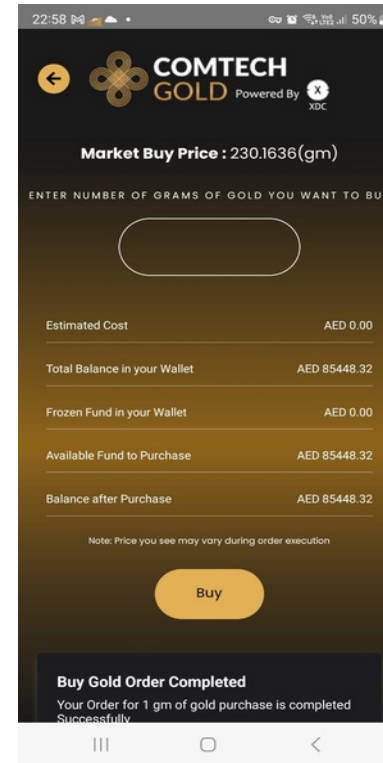 22:58 50%
COMTECH
GOLD Powered By X
XDC
Market Buy Price : 230.1636(gm)
ENTER NUMBER OF GRAMS OF GOLD YOU WANT TO BU
Estimated Cost AED 0.00
Total Balance in your Wallet AED 85448.32
Frozen Fund in your Wallet AED 0.00
Available Fund to Purchase AED 85448.32
Balance after Purchase AED 85448.32
Note: Price you see may vary during order execution
Buy
Buy Gold Order Completed
Your Order for 1 gm of gold purchase is completed
Successfully